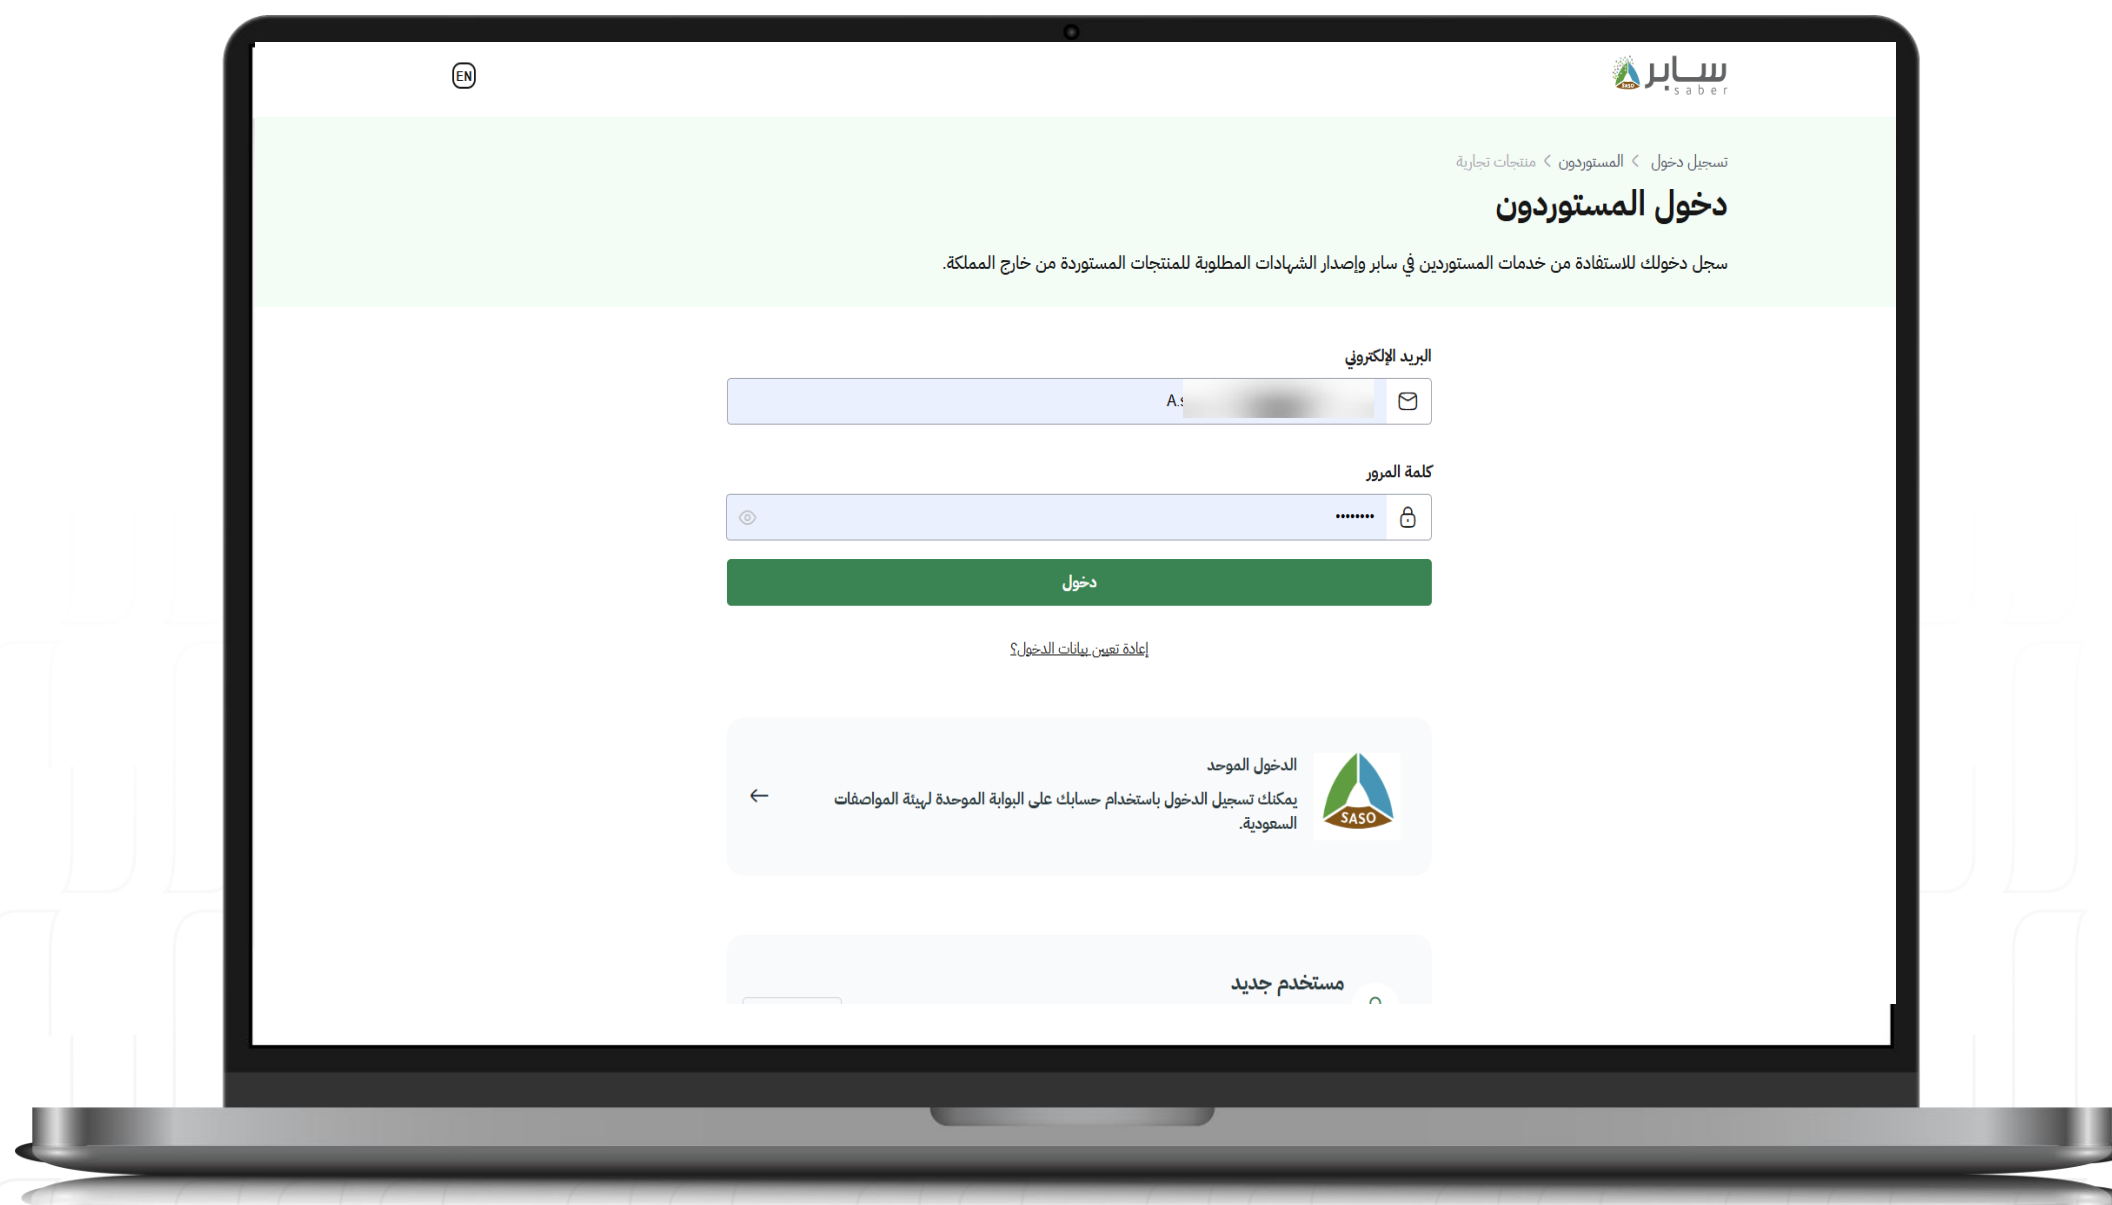 سابر
saber
SASO
EN
تسجيل دخول > المستوردون > منتجات تجارية
دخول المستوردون
سجل دخولك للاستفادة من خدمات المستوردين في سابر وإصدار الشهادات المطلوبة للمنتجات المستوردة من خارج المملكة.
البريد الإلكتروني
A.s
كلمة المرور
••••••••
دخول
إعادة تعيين بيانات الدخول؟
الدخول الموحد
يمكنك تسجيل الدخول باستخدام حسابك على البوابة الموحدة لهيئة المواصفات
السعودية.
SASO
مستخدم جديد